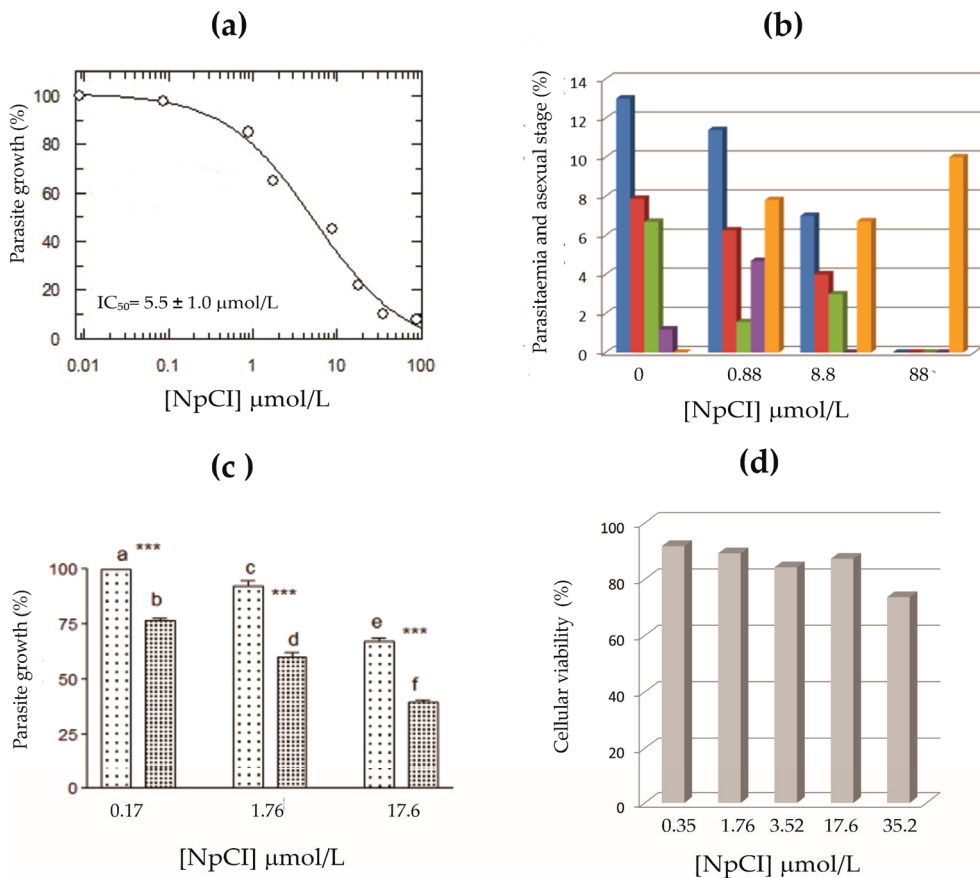 (a)
Parasite growth (%)
100
80
60
40
20
0
IC₅₀= 5.5 ± 1.0 μmol/L
0.01 0.1 1 10 100
[NpCI] μmol/L
(b)
Parasitaemia and asexual stage (%)
14
12
10
8
6
4
2
0
0 0.88 8.8 88
[NpCI] μmol/L
(c)
Parasite growth (%)
100
75
50
25
0
a ***
b
c
***
d
e
***
f
0.17 1.76 17.6
[NpCI] μmol/L
(d)
Cellular viability (%)
100
80
60
40
20
0
0.35 1.76 3.52 17.6 35.2
[NpCI] μmol/L